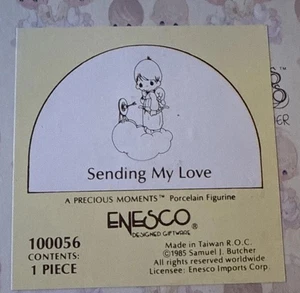 Sending My Love
A PRECIOUS MOMENTS™ Porcelain Figurine
ENESCO®
DESIGNED GIFTWARE
100056
CONTENTS:
1 PIECE
Made in Taiwan R.O.C.
©1985 Samuel J. Butcher
All rights reserved worldwide
Licensee: Enesco Imports Corp.